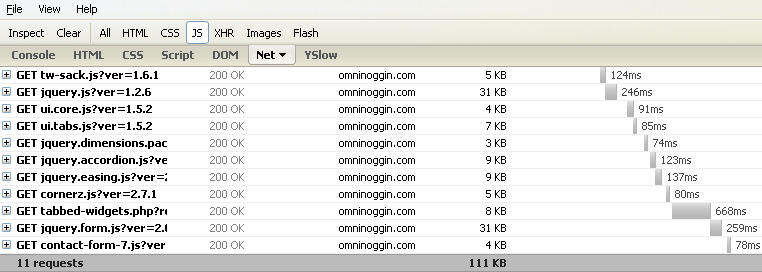 File View Help
Inspect Clear All HTML CSS JS XHR Images Flash
Console HTML CSS Script DOM Net YSlow
GET tw-sack.js?ver=1.6.1 200 OK omninoggin.com 5 KB 124ms
GET jquery.js?ver=1.2.6 200 OK omninoggin.com 31 KB 246ms
GET ui.core.js?ver=1.5.2 200 OK omninoggin.com 4 KB 91ms
GET ui.tabs.js?ver=1.5.2 200 OK omninoggin.com 7 KB 85ms
GET jquery.dimensions.pac 200 OK omninoggin.com 3 KB 74ms
GET jquery.accordion.js?ve 200 OK omninoggin.com 9 KB 123ms
GET jquery.easing.js?ver=2 200 OK omninoggin.com 9 KB 137ms
GET cornerz.js?ver=2.7.1 200 OK omninoggin.com 5 KB 80ms
GET tabbed-widgets.php?re 200 OK omninoggin.com 8 KB 668ms
GET jquery.form.js?ver=2.0 200 OK omninoggin.com 31 KB 259ms
GET contact-form-7.js?ver 200 OK omninoggin.com 4 KB 78ms
11 requests 111 KB